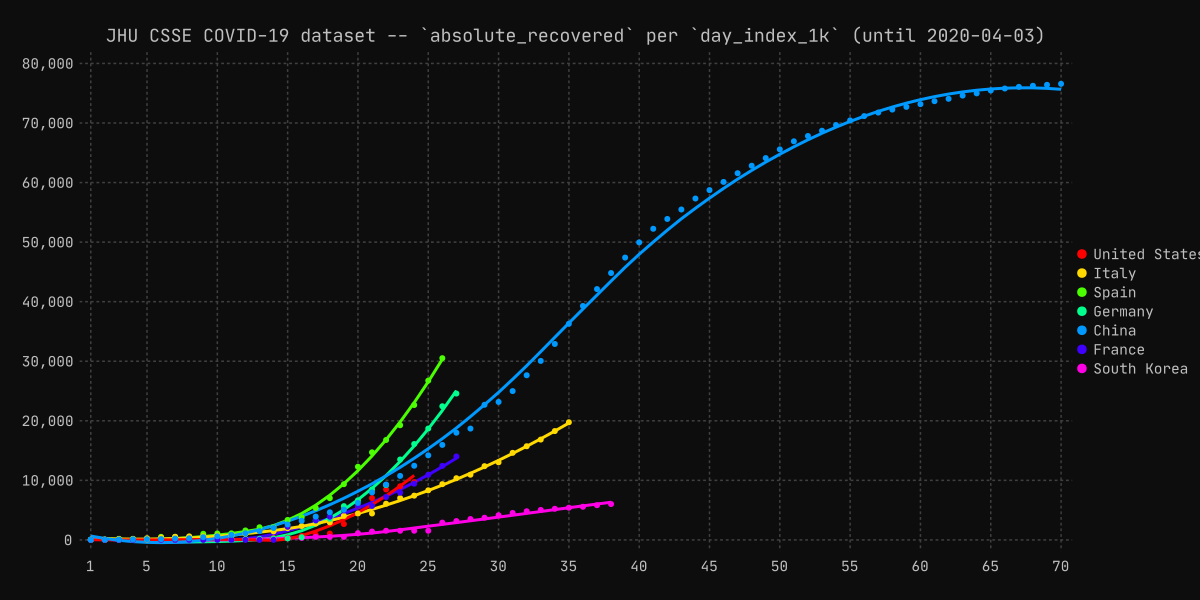 JHU CSSE COVID-19 dataset -- `absolute_recovered` per `day_index_1k` (until 2020-04-03)
80,000
70,000
60,000
50,000
40,000
30,000
20,000
10,000
0
1 5 10 15 20 25 30 35 40 45 50 55 60 65 70
United States
Italy
Spain
Germany
China
France
South Korea